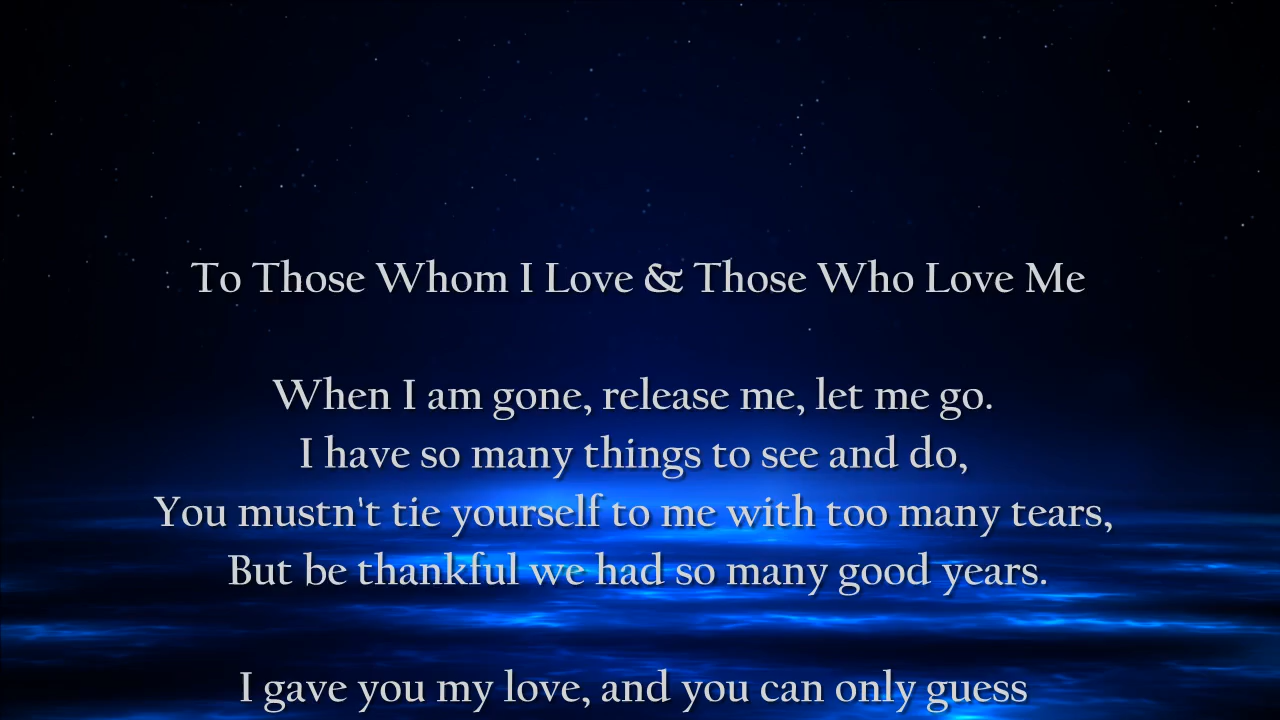 To Those Whom I Love & Those Who Love Me
When I am gone, release me, let me go.
I have so many things to see and do,
You mustn't tie yourself to me with too many tears,
But be thankful we had so many good years.
I gave you my love, and you can only guess